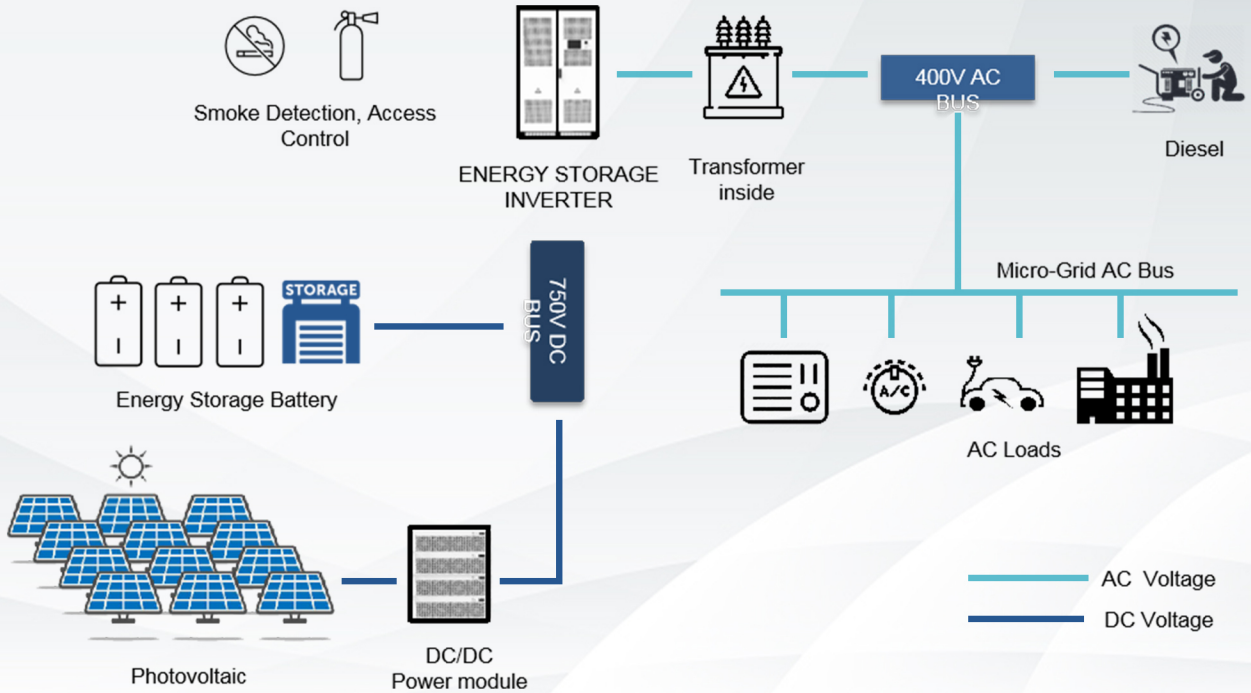 Smoke Detection, Access
Control
ENERGY STORAGE
INVERTER
Transformer
inside
400V AC
BUS
Diesel
Micro-Grid AC Bus
STORAGE
Energy Storage Battery
750V DC
BUS
A/C
AC Loads
Photovoltaic
DC/DC
Power module
AC Voltage
DC Voltage